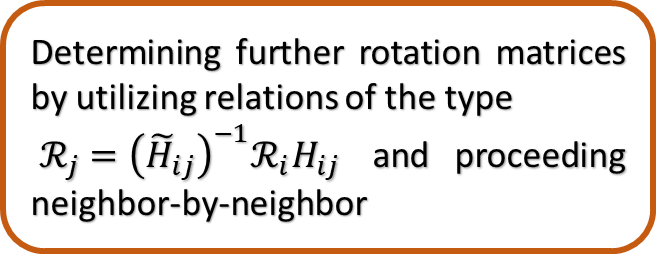 Determining further rotation matrices
by utilizing relations of the type
ℛⱼ = (H̃ᵢⱼ)⁻¹ℛᵢHᵢⱼ and proceeding
neighbor-by-neighbor